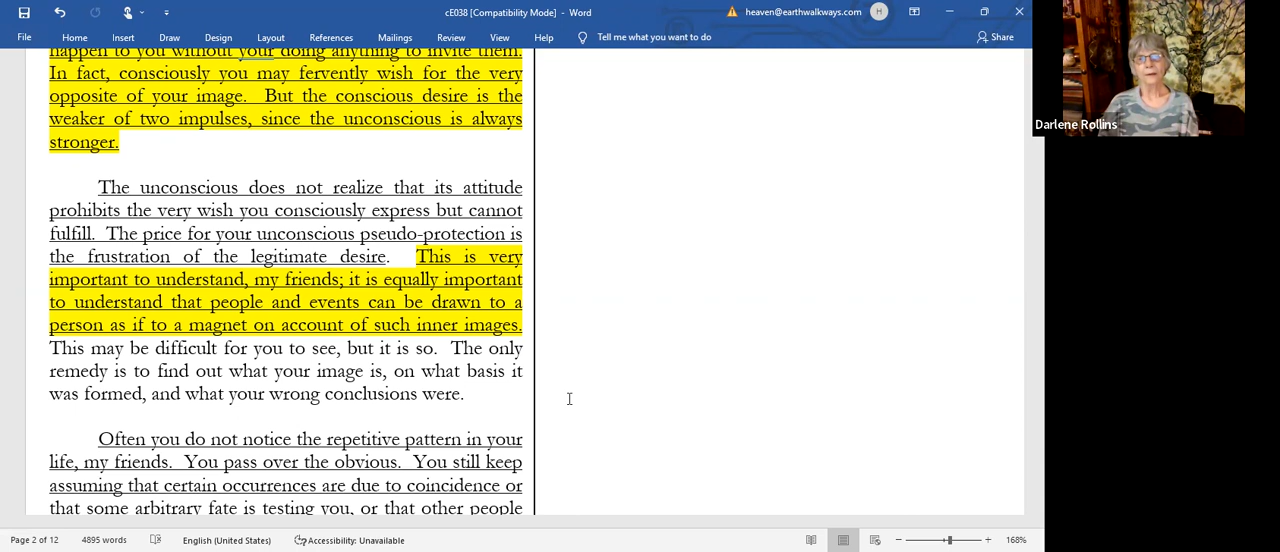 cE038 [Compatibility Mode] - Word
heaven@earthwalkways.com
H
File Home Insert Draw Design Layout References Mailings Review View Help Tell me what you want to do Share
happen to you without your doing anything to invite them.
In fact, consciously you may fervently wish for the very
opposite of your image. But the conscious desire is the
weaker of two impulses, since the unconscious is always
stronger.
The unconscious does not realize that its attitude
prohibits the very wish you consciously express but cannot
fulfill. The price for your unconscious pseudo-protection is
the frustration of the legitimate desire. This is very
important to understand, my friends; it is equally important
to understand that people and events can be drawn to a
person as if to a magnet on account of such inner images.
This may be difficult for you to see, but it is so. The only
remedy is to find out what your image is, on what basis it
was formed, and what your wrong conclusions were.
Often you do not notice the repetitive pattern in your
life, my friends. You pass over the obvious. You still keep
assuming that certain occurrences are due to coincidence or
that some arbitrary fate is testing you, or that other people
Darlene Rollins
Page 2 of 12 4895 words English (United States) Accessibility: Unavailable 168%